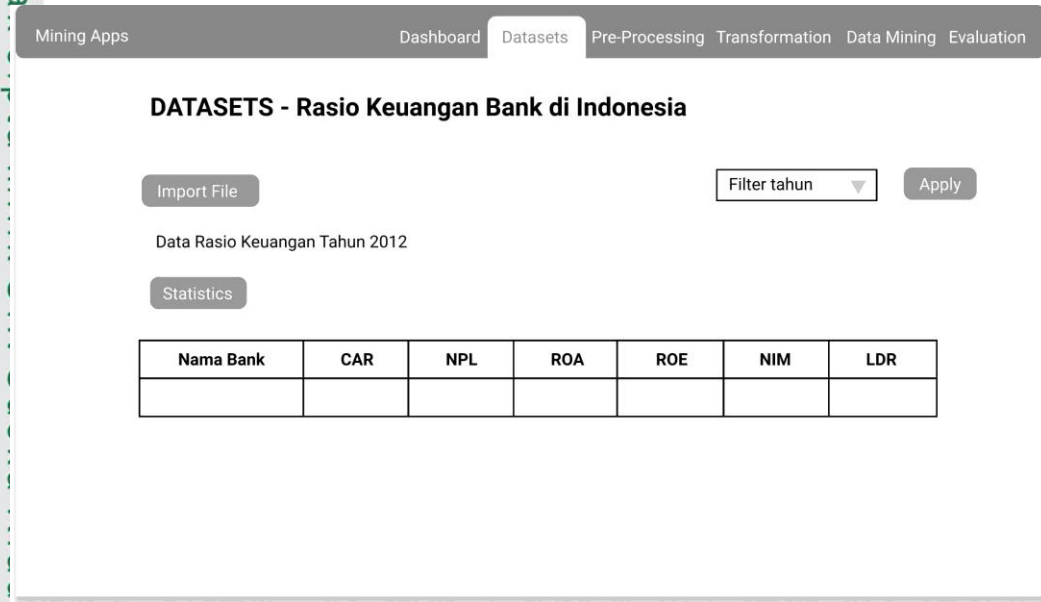 Mining Apps Dashboard Datasets Pre-Processing Transformation Data Mining Evaluation
DATASETS - Rasio Keuangan Bank di Indonesia
Import File Filter tahun Apply
Data Rasio Keuangan Tahun 2012
Statistics
Nama Bank CAR NPL ROA ROE NIM LDR